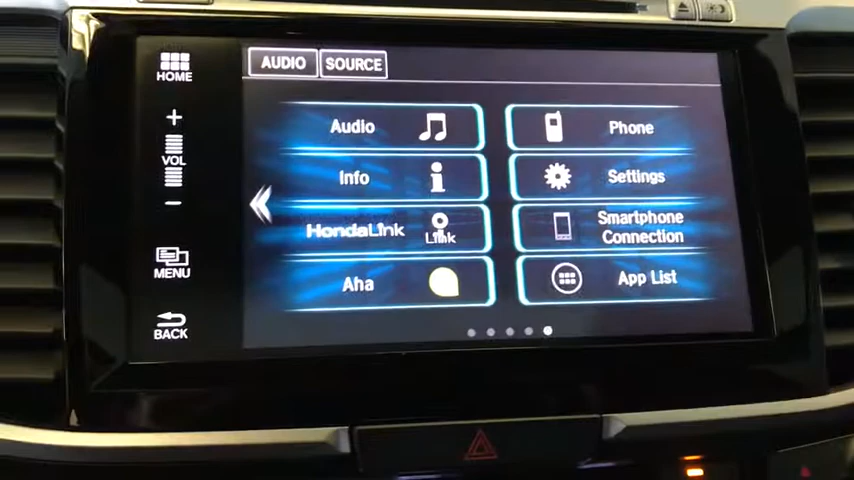 HOME
AUDIO SOURCE
+
VOL
−
MENU
BACK
Audio
Phone
Info
Settings
HondaLink
Link
Smartphone
Connection
Aha
App List